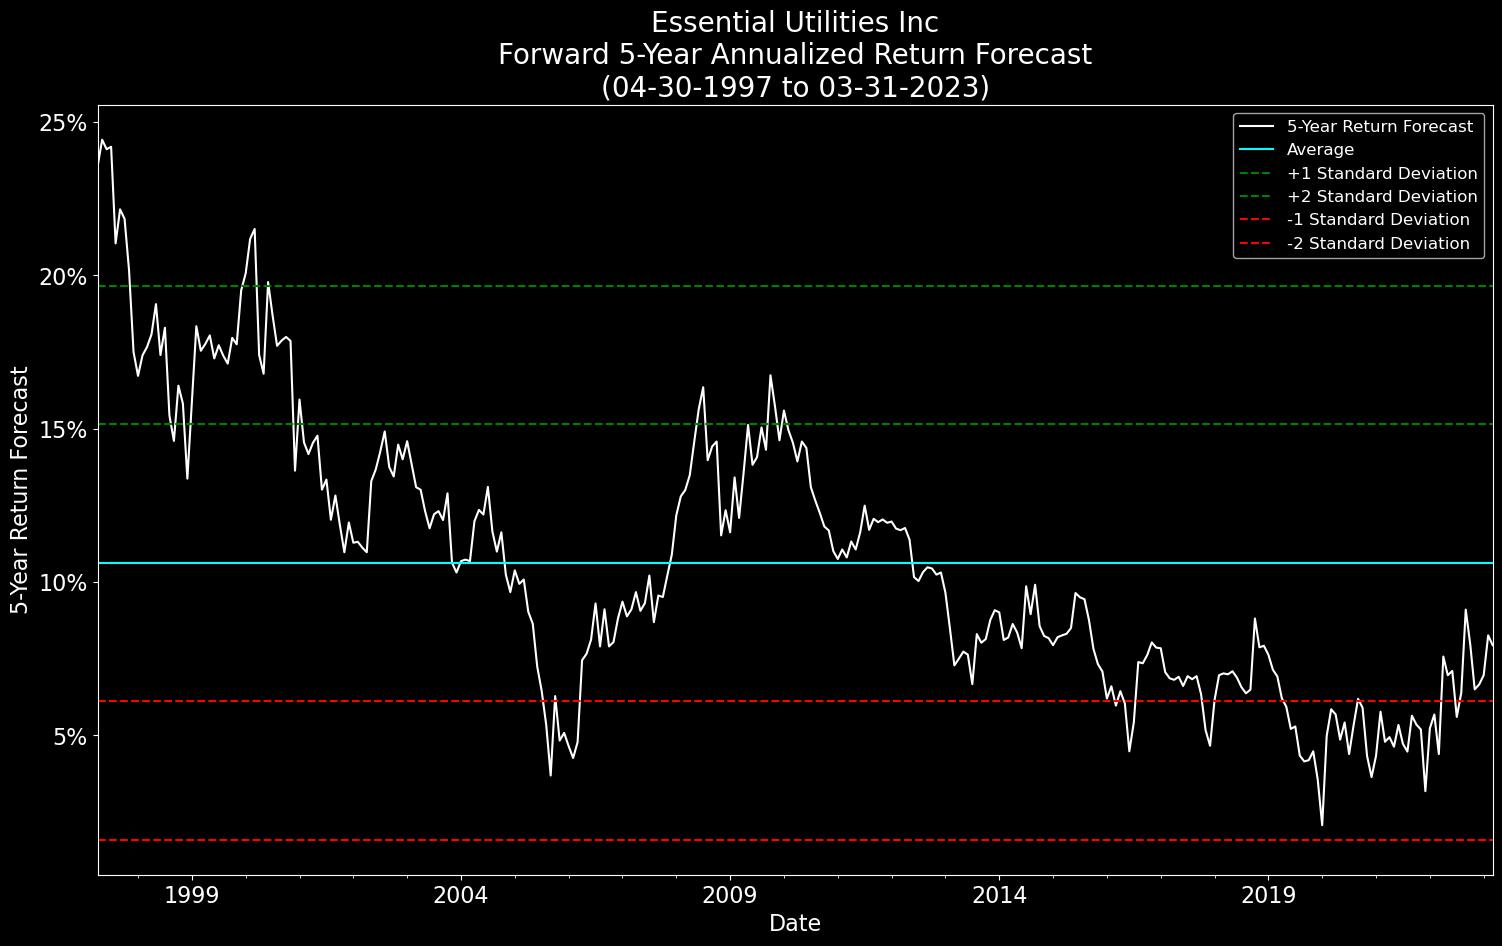 Essential Utilities Inc
Forward 5-Year Annualized Return Forecast
(04-30-1997 to 03-31-2023)
5-Year Return Forecast
Average
+1 Standard Deviation
+2 Standard Deviation
-1 Standard Deviation
-2 Standard Deviation
25%
20%
15%
10%
5%
5-Year Return Forecast
1999
2004
2009
2014
2019
Date